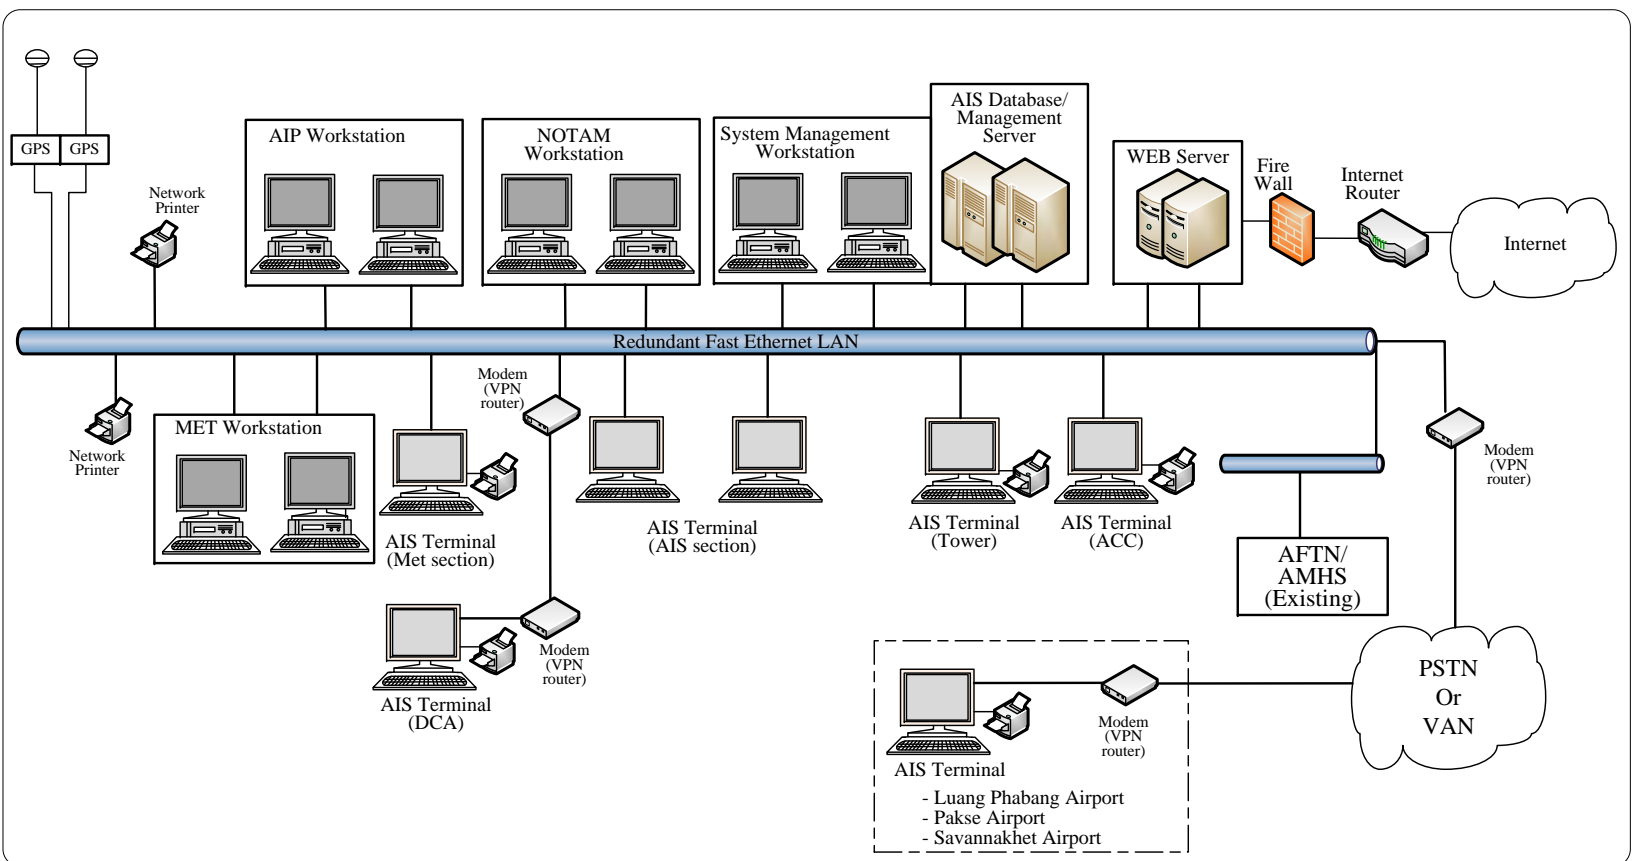 GPS
GPS
Network
Printer
AIP Workstation
NOTAM
Workstation
System Management
Workstation
AIS Database/
Management
Server
WEB Server
Fire
Wall
Internet
Router
Internet
Redundant Fast Ethernet LAN
Network
Printer
MET Workstation
AIS Terminal
(Met section)
Modem
(VPN
router)
AIS Terminal
(AIS section)
AIS Terminal
(Tower)
AIS Terminal
(ACC)
Modem
(VPN
router)
AFTN/
AMHS
(Existing)
AIS Terminal
(DCA)
Modem
(VPN
router)
AIS Terminal
- Luang Phabang Airport
- Pakse Airport
- Savannakhet Airport
Modem
(VPN
router)
PSTN
Or
VAN